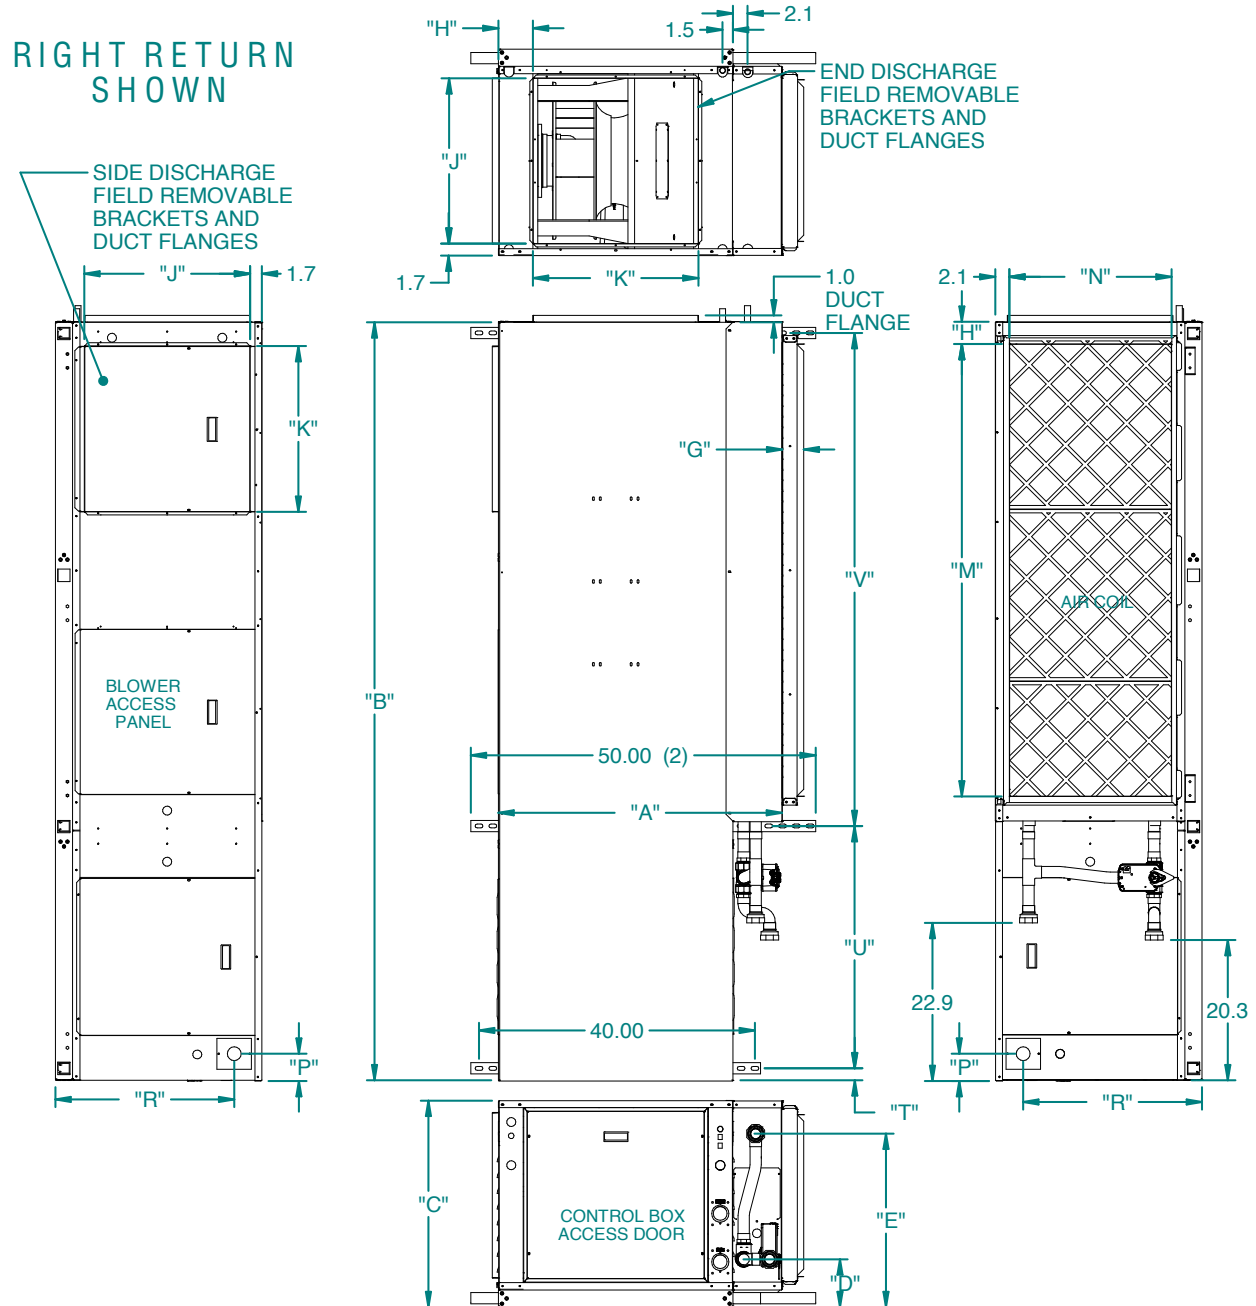 "H"
2.1
1.5
RIGHT RETURN
SHOWN
END DISCHARGE
FIELD REMOVABLE
BRACKETS AND
DUCT FLANGES
"J"
SIDE DISCHARGE
FIELD REMOVABLE
BRACKETS AND
DUCT FLANGES
"J"
1.7
1.7
"K"
1.0
DUCT
FLANGE
2.1
"N"
"H"
"K"
"G"
"M"
"V"
AIR COIL
BLOWER
ACCESS
PANEL
"B"
50.00 (2)
"A"
"U"
22.9
20.3
40.00
"P"
"P"
"R"
"R"
"T"
"C"
CONTROL BOX
ACCESS DOOR
"E"
"D"